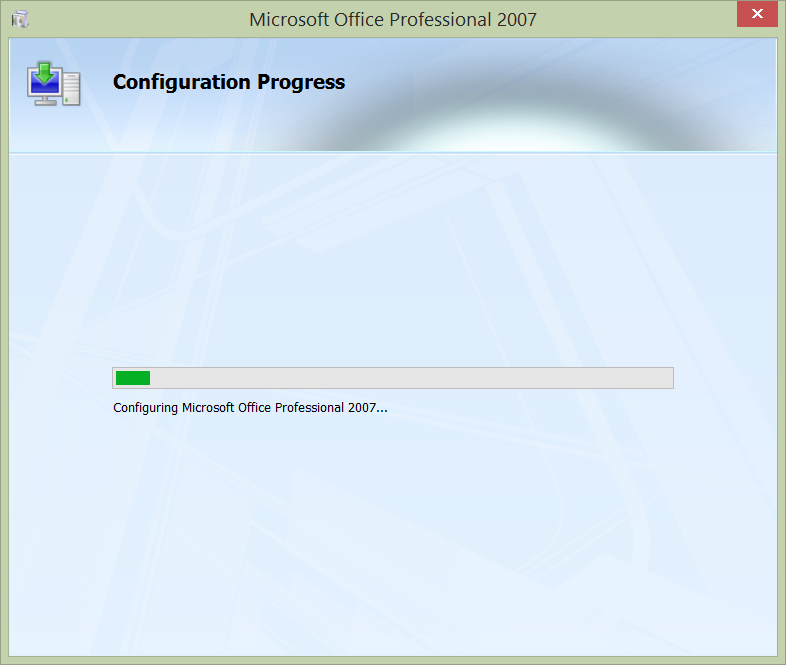 Microsoft Office Professional 2007
Configuration Progress
Configuring Microsoft Office Professional 2007...